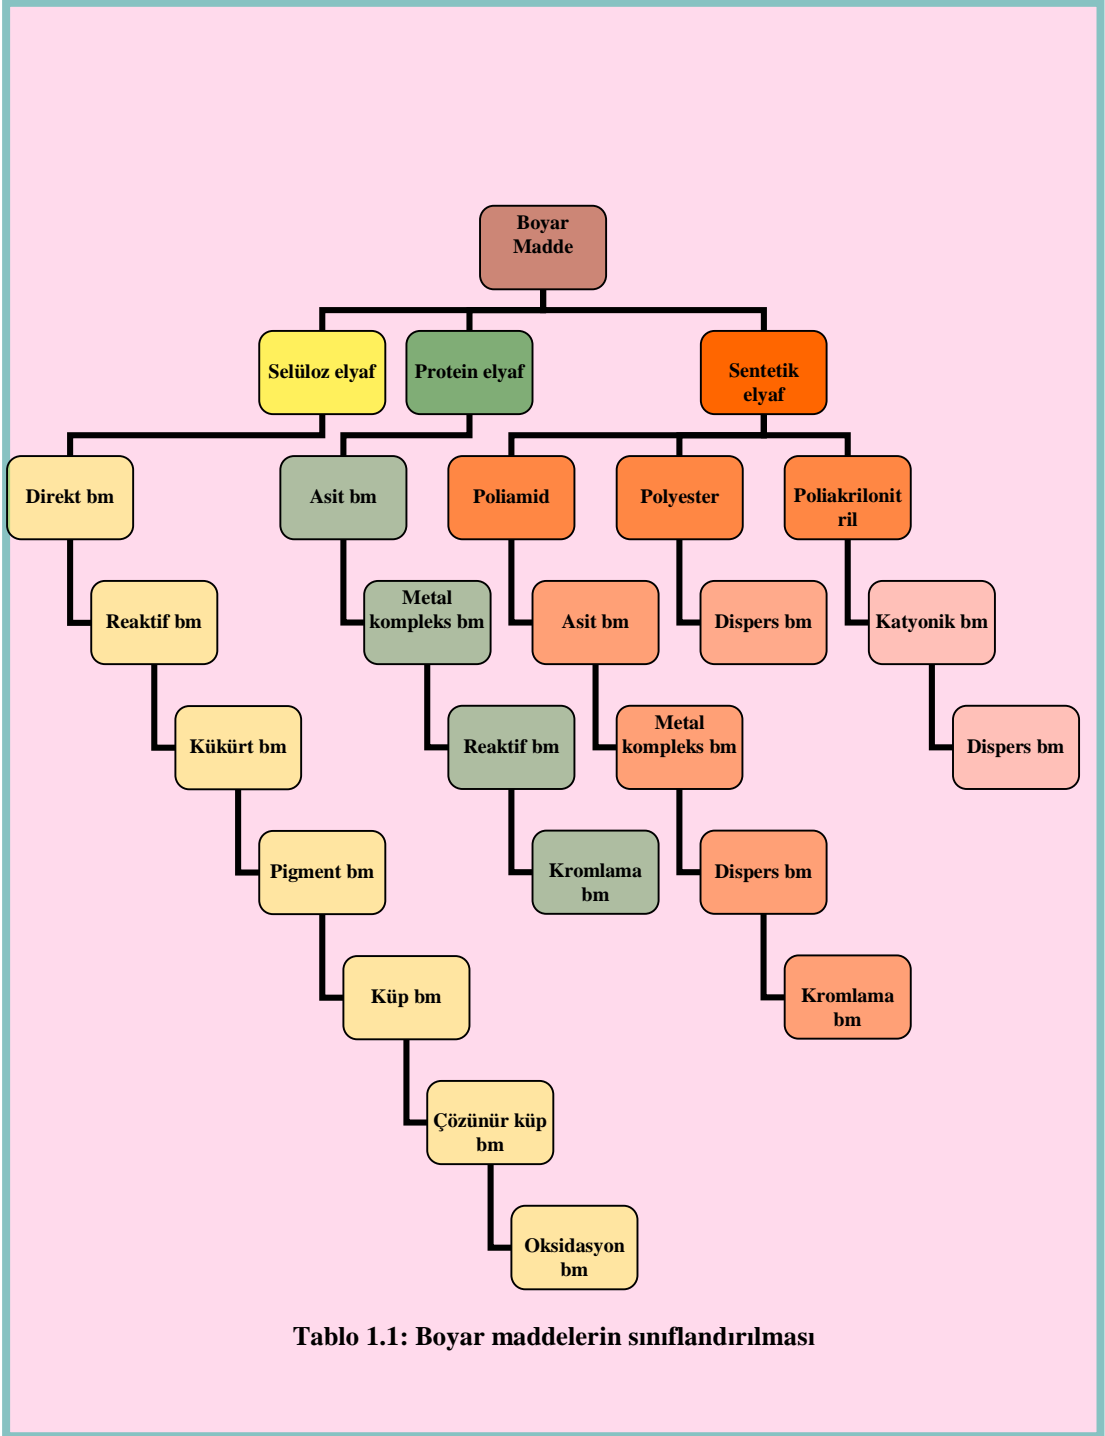 Boyar
Madde
Selüloz elyaf
Protein elyaf
Sentetik
elyaf
Direkt bm
Asit bm
Poliamid
Polyester
Poliakrilonit
ril
Reaktif bm
Metal
kompleks bm
Asit bm
Dispers bm
Katyonik bm
Kükürt bm
Reaktif bm
Metal
kompleks bm
Dispers bm
Pigment bm
Kromlama
bm
Dispers bm
Küp bm
Kromlama
bm
Çözünür küp
bm
Oksidasyon
bm
Tablo 1.1: Boyar maddelerin sınıflandırılması